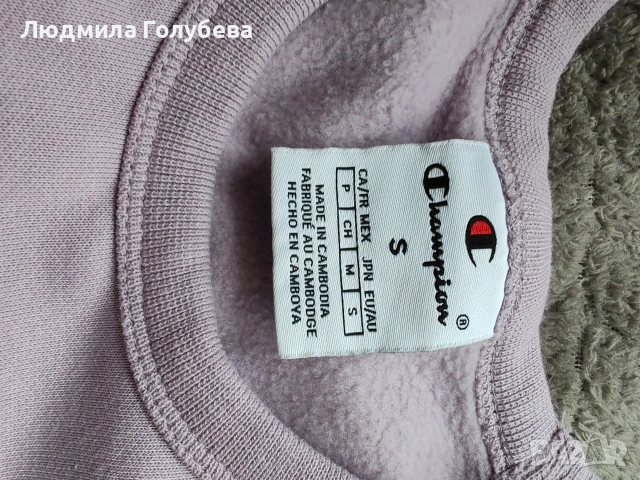 Людмила Голубева
Champion®
S
CA/FR MEX JPN EU/AU
P CH M S
MADE IN CAMBODIA
FABRIQUÉ AU CAMBODGE
HECHO EN CAMBOYA
BAZAR